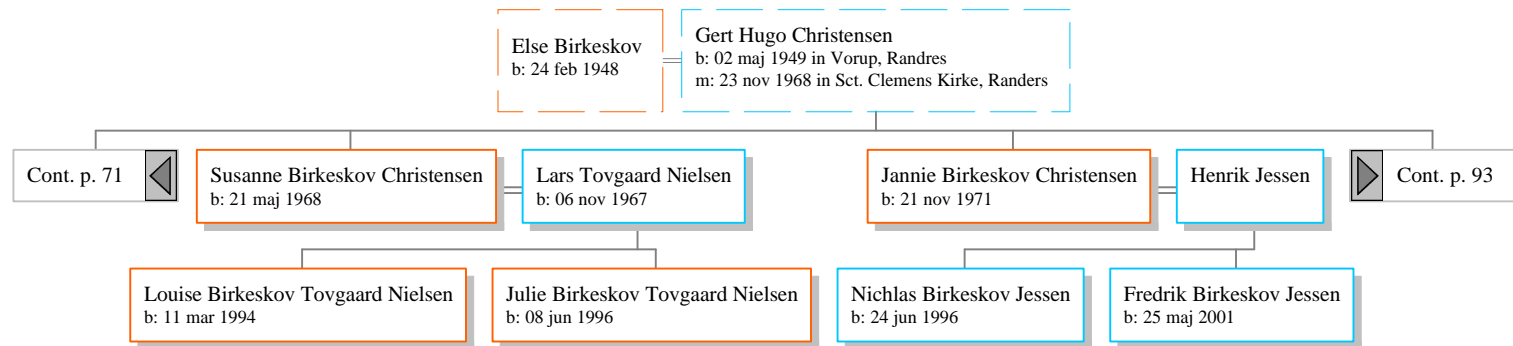 Else Birkeskov
b: 24 feb 1948
Gert Hugo Christensen
b: 02 maj 1949 in Vorup, Randres
m: 23 nov 1968 in Sct. Clemens Kirke, Randers
Cont. p. 71
Susanne Birkeskov Christensen
b: 21 maj 1968
Lars Tovgaard Nielsen
b: 06 nov 1967
Jannie Birkeskov Christensen
b: 21 nov 1971
Henrik Jessen
Cont. p. 93
Louise Birkeskov Tovgaard Nielsen
b: 11 mar 1994
Julie Birkeskov Tovgaard Nielsen
b: 08 jun 1996
Nichlas Birkeskov Jessen
b: 24 jun 1996
Fredrik Birkeskov Jessen
b: 25 maj 2001